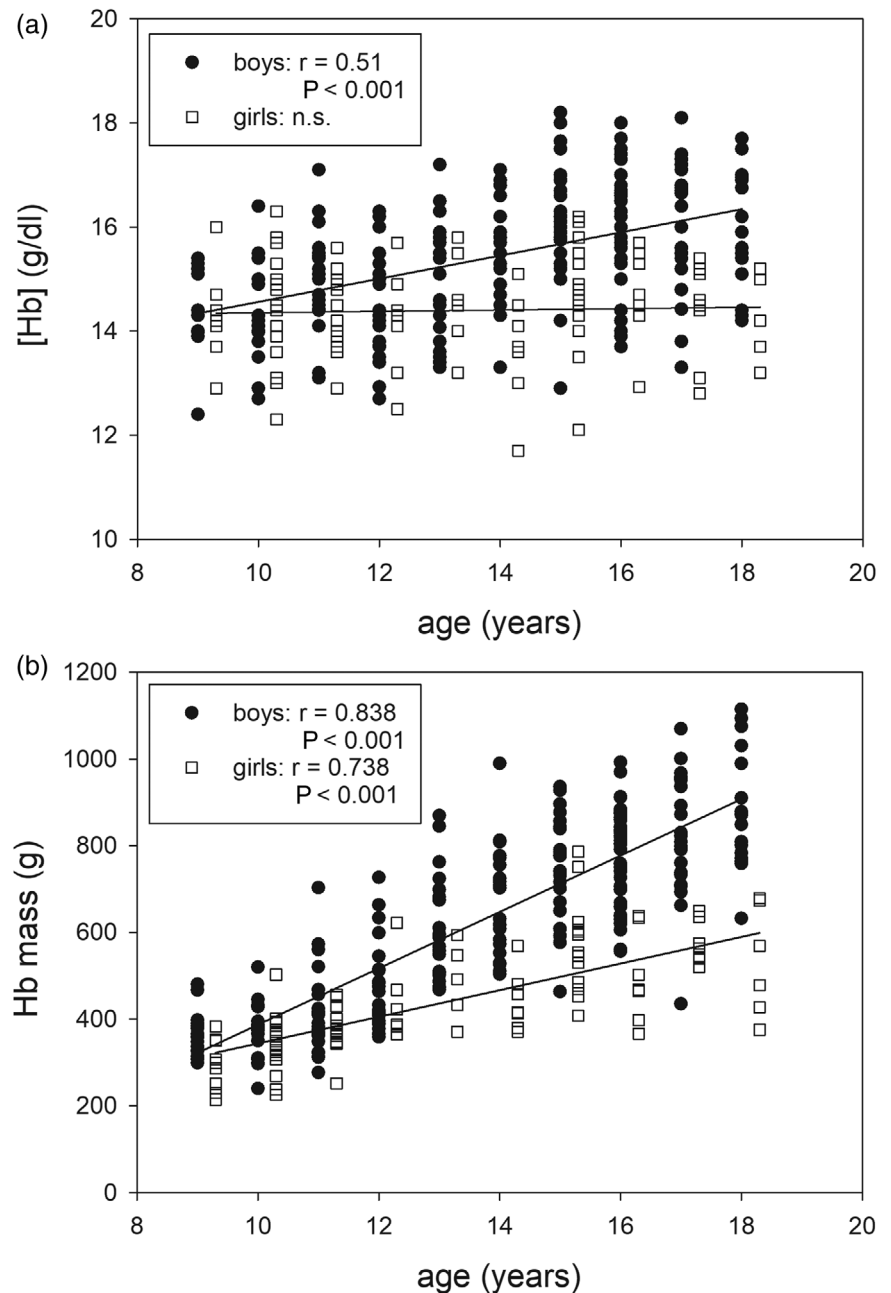 (a)
20
18
16
14
12
10
[Hb] (g/dl)
boys: r = 0.51
P < 0.001
girls: n.s.
8 10 12 14 16 18 20
age (years)
(b)
1200
1000
800
600
400
200
0
Hb mass (g)
boys: r = 0.838
P < 0.001
girls: r = 0.738
P < 0.001
8 10 12 14 16 18 20
age (years)